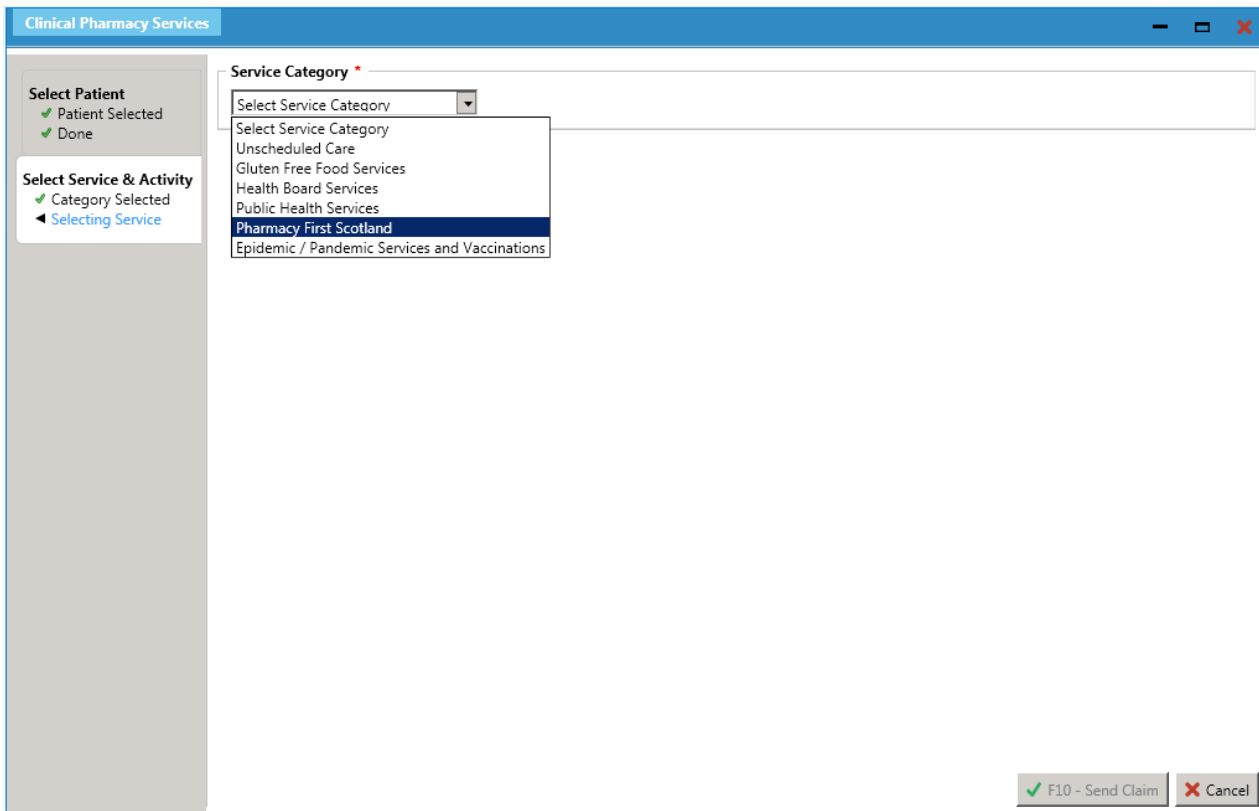 Clinical Pharmacy Services
Select Patient
Patient Selected
Done
Select Service & Activity
Category Selected
Selecting Service
Service Category *
Select Service Category
Select Service Category
Unscheduled Care
Gluten Free Food Services
Health Board Services
Public Health Services
Pharmacy First Scotland
Epidemic / Pandemic Services and Vaccinations
F10 - Send Claim
Cancel